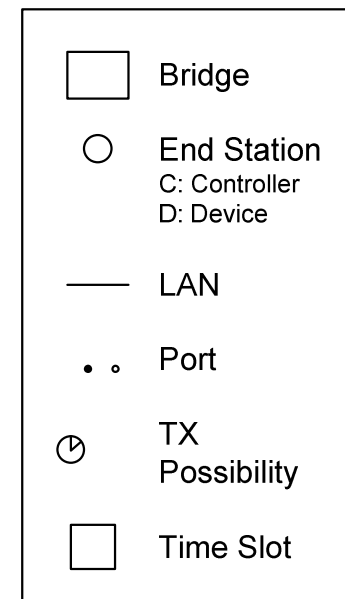 Bridge
End Station
C: Controller
D: Device
LAN
Port
TX
Possibility
Time Slot